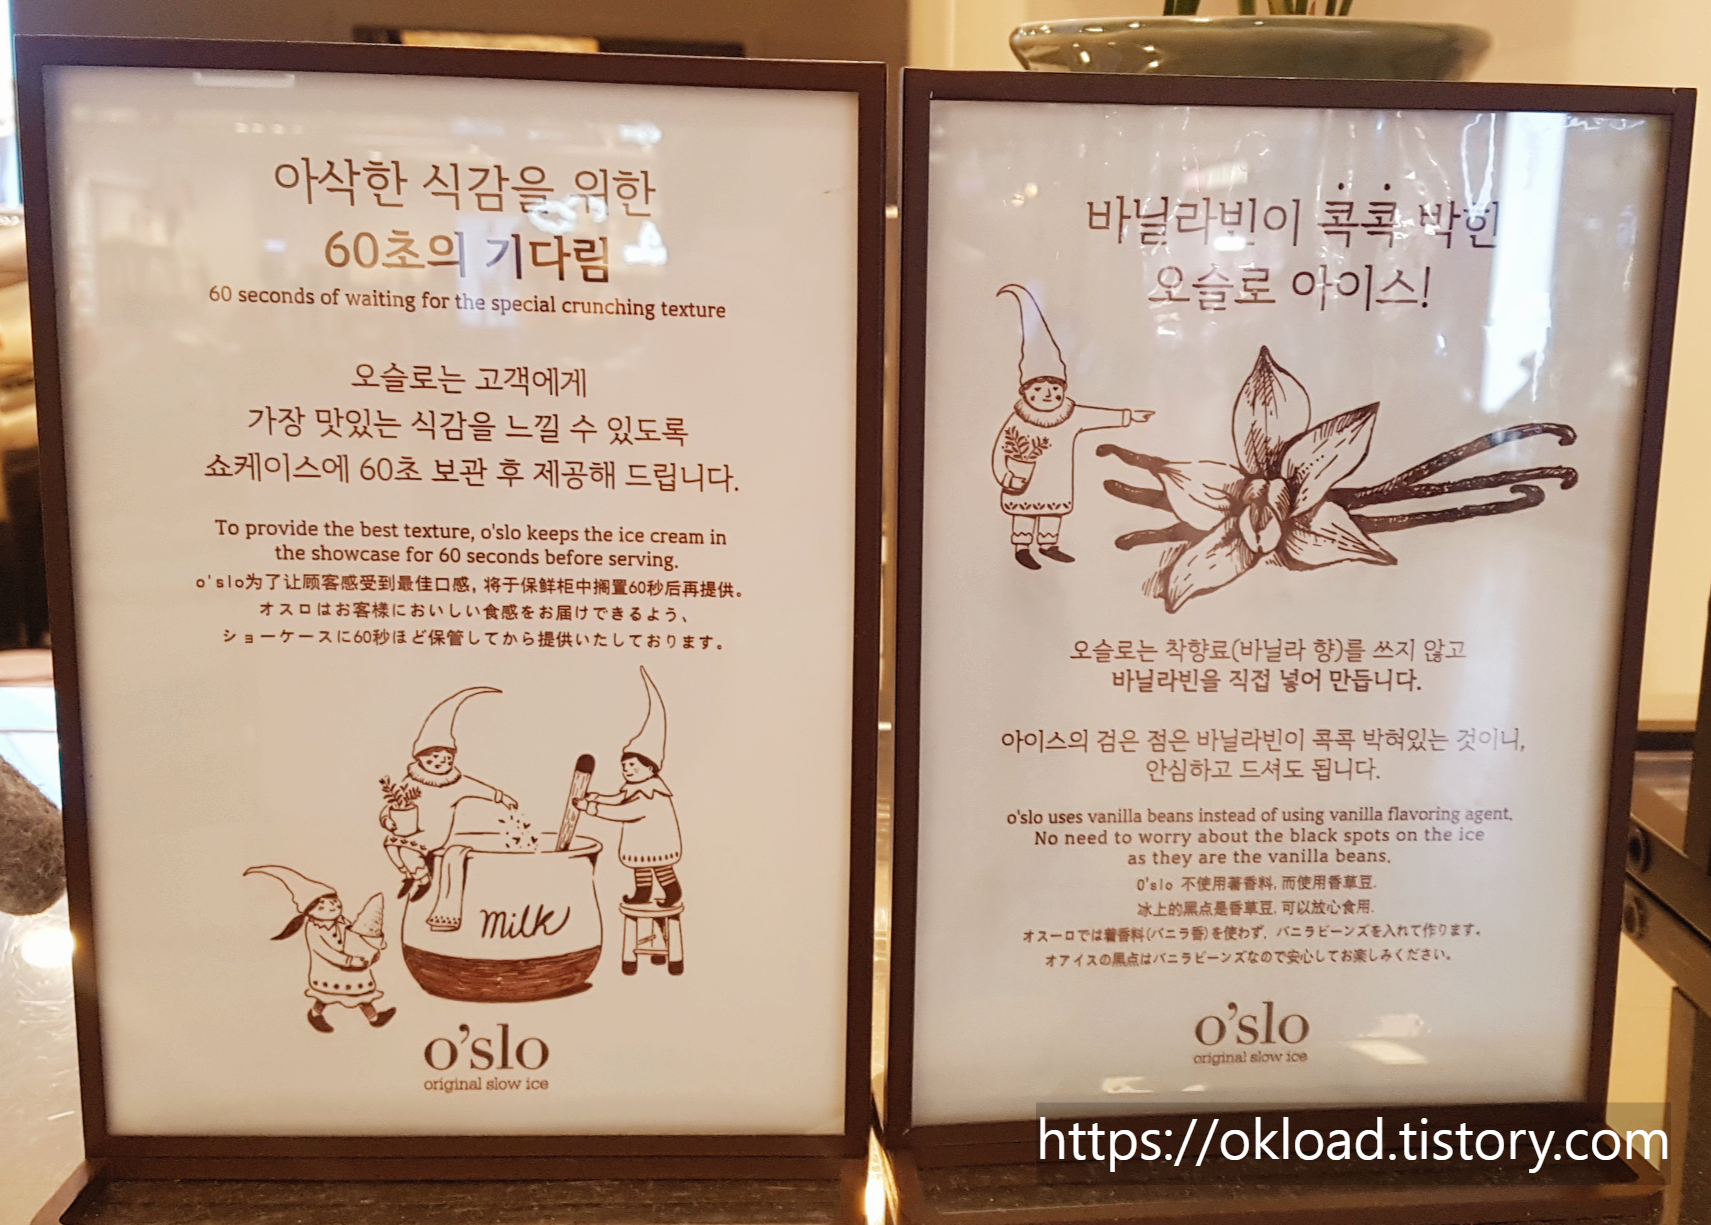 아삭한 식감을 위한
60초의 기다림
60 seconds of waiting for the special crunching texture
오슬로는 고객에게
가장 맛있는 식감을 느낄 수 있도록
쇼케이스에 60초 보관 후 제공해 드립니다.
To provide the best texture, o'slo keeps the ice cream in
the showcase for 60 seconds before serving.
o'slo为了让顾客感受到最佳口感, 将于保鲜柜中搁置60秒后再提供。
オスロはお客様においしい食感をお届けできるよう、
ショーケースに60秒ほど保管してから提供いたしております。
milk
o'slo
original slow ice
바닐라빈이 콕콕 박힌
오슬로 아이스!
오슬로는 착향료(바닐라 향)를 쓰지 않고
바닐라빈을 직접 넣어 만듭니다.
아이스의 검은 점은 바닐라빈이 콕콕 박혀있는 것이니,
안심하고 드셔도 됩니다.
o'slo uses vanilla beans instead of using vanilla flavoring agent.
No need to worry about the black spots on the ice
as they are the vanilla beans.
O'slo 不使用著香料, 而使用香草豆.
冰上的黑点是香草豆, 可以放心食用.
オスーロでは着香料(バニラ香)を使わず, バニラビーンズを入れて作ります。
オアイスの黒点はバニラビーンズなので安心してお楽しみください。
o'slo
original slow ice
https://okload.tistory.com